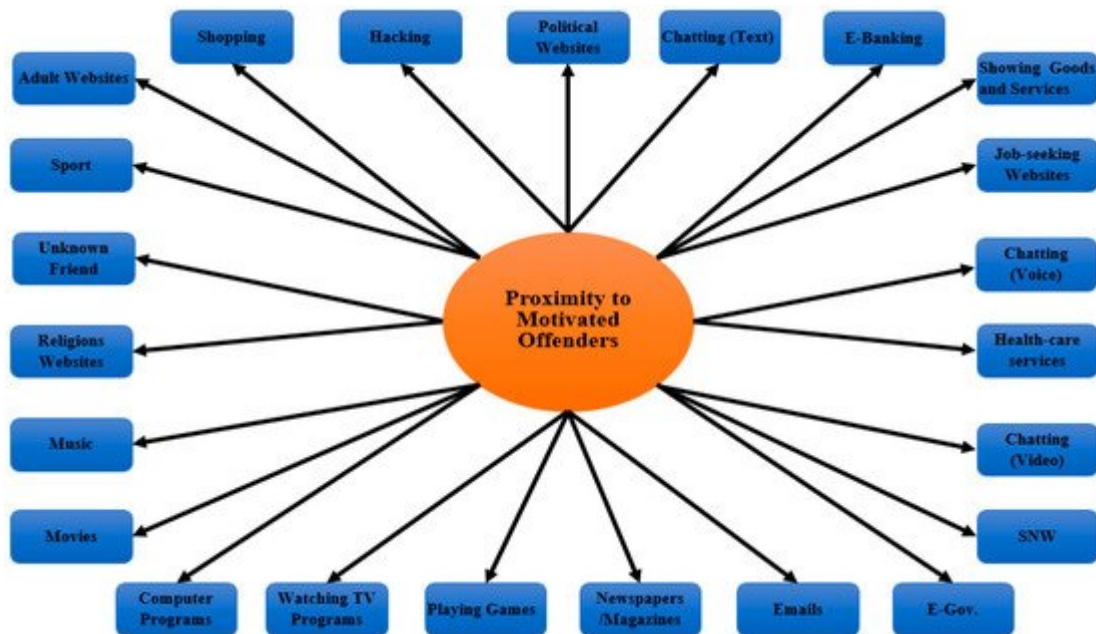 Shopping
Hacking
Political
Websites
Chatting (Text)
E-Banking
Adult Websites
Showing Goods
and Services
Sport
Job-seeking
Websites
Unknown
Friend
Chatting
(Voice)
Proximity to
Motivated
Offenders
Religions
Websites
Health-care
services
Music
Chatting
(Video)
Movies
SNW
Computer
Programs
Watching TV
Programs
Playing Games
Newspapers
/Magazines
Emails
E-Gov.